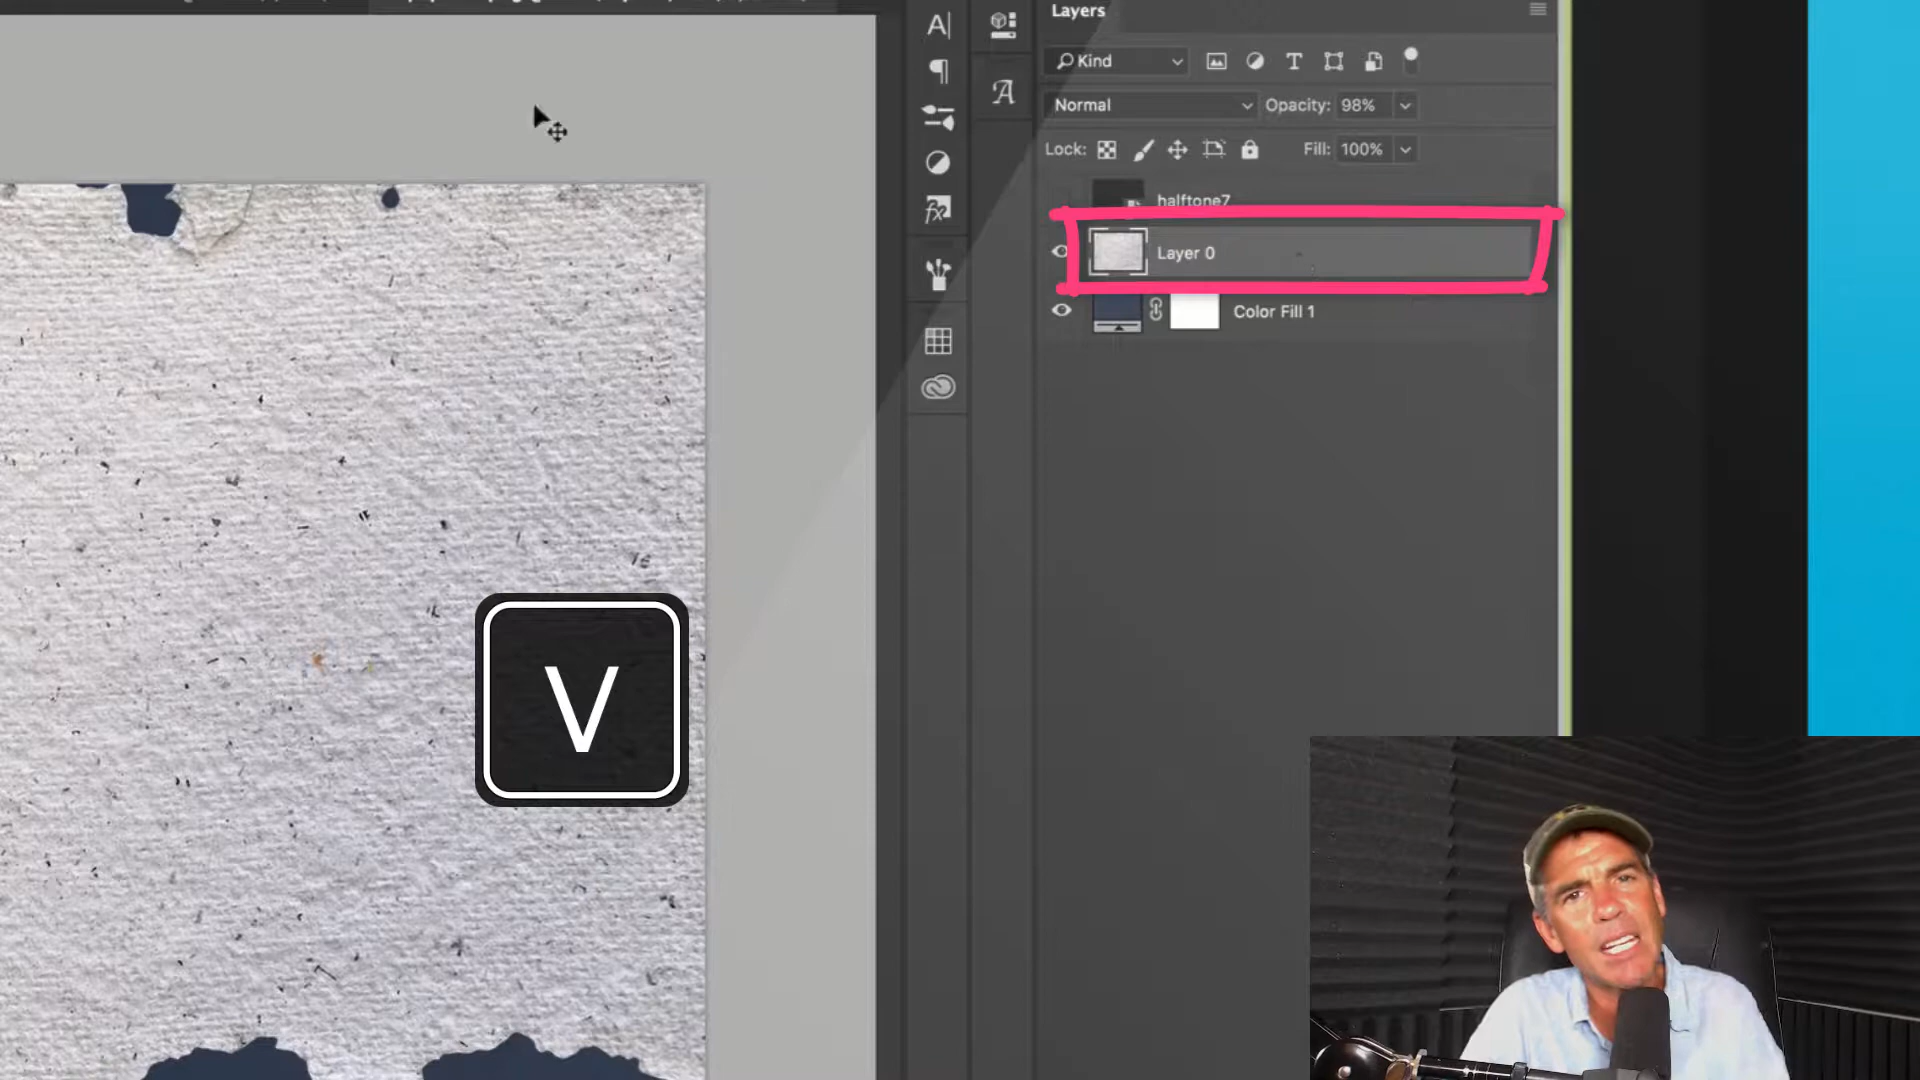 Layers
Kind
Normal
Opacity: 98%
Lock:
Fill: 100%
halftone7
Layer 0
Color Fill 1
V